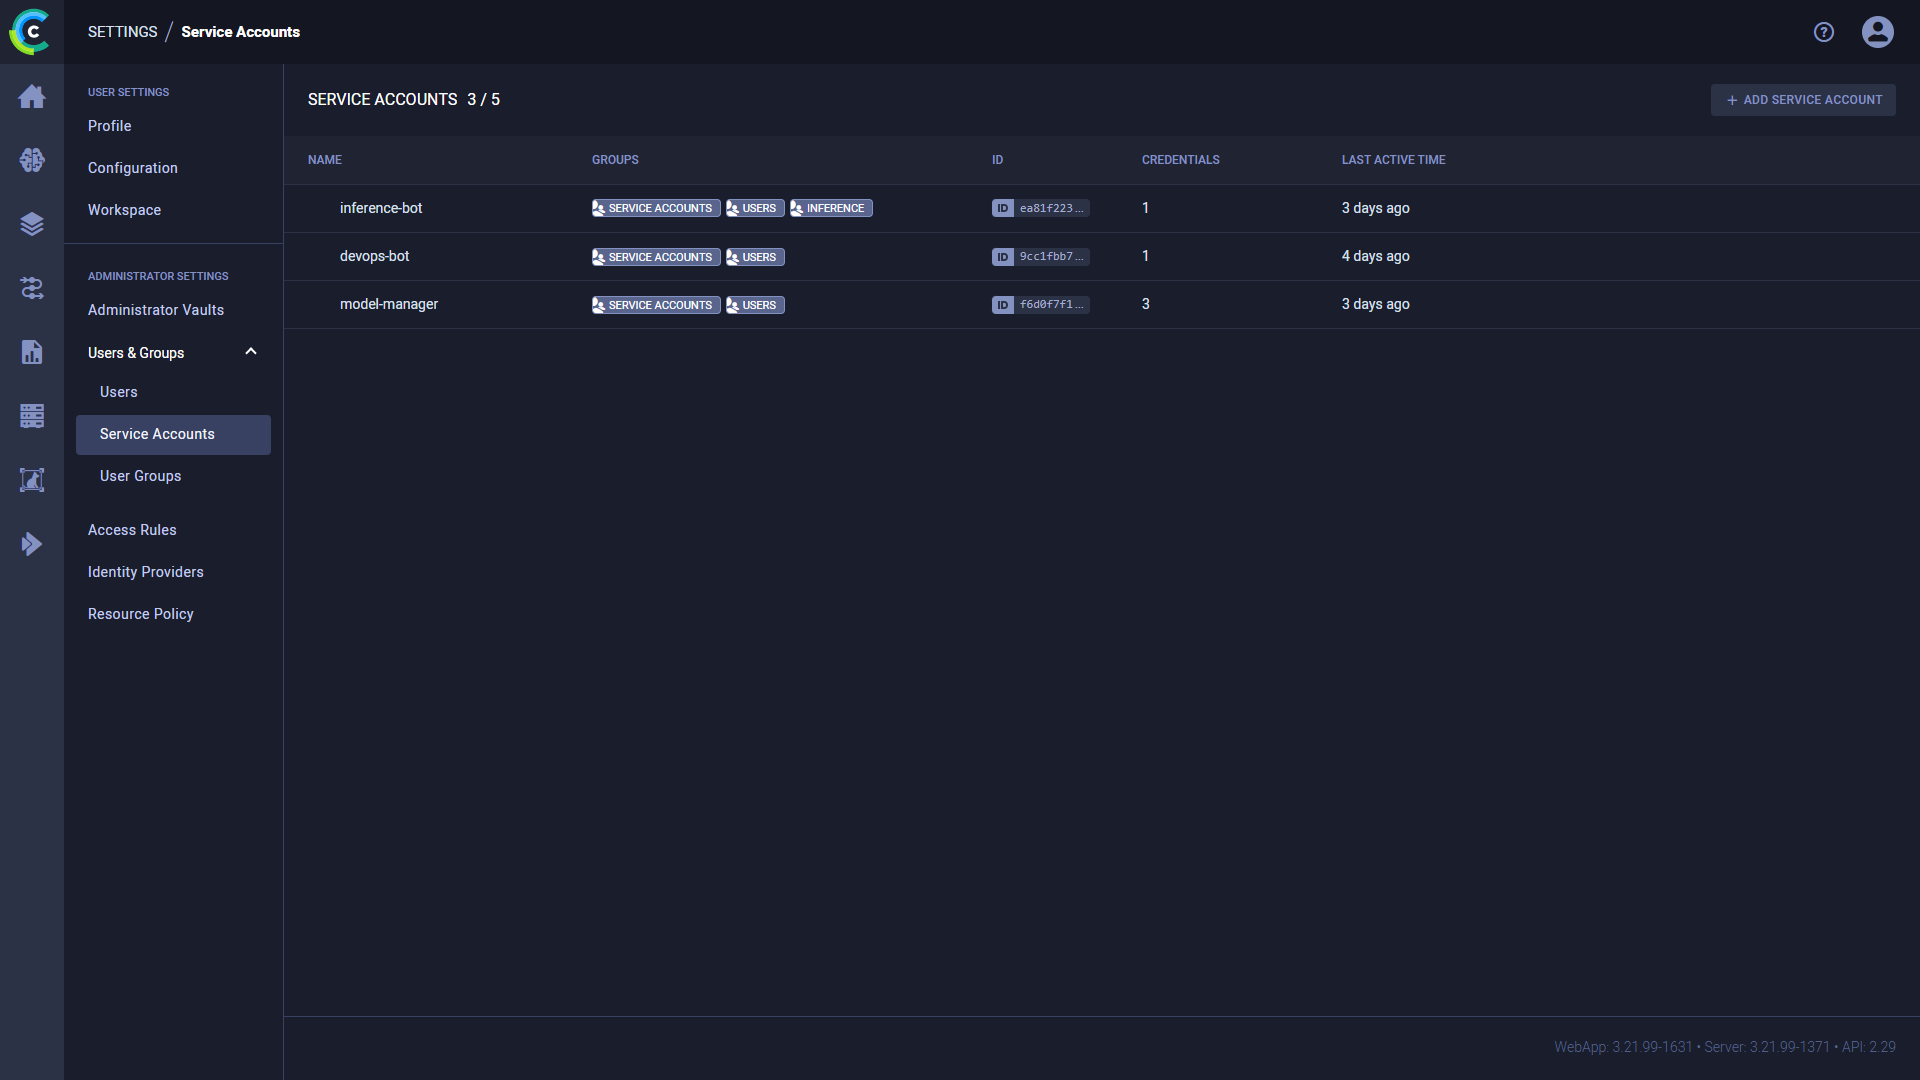 SETTINGS / Service Accounts
USER SETTINGS
Profile
Configuration
Workspace
ADMINISTRATOR SETTINGS
Administrator Vaults
Users & Groups
Users
Service Accounts
User Groups
Access Rules
Identity Providers
Resource Policy
SERVICE ACCOUNTS 3 / 5
+ ADD SERVICE ACCOUNT
NAME GROUPS ID CREDENTIALS LAST ACTIVE TIME
inference-bot SERVICE ACCOUNTS USERS INFERENCE ID ea81f223... 1 3 days ago
devops-bot SERVICE ACCOUNTS USERS ID 9cc1fbb7... 1 4 days ago
model-manager SERVICE ACCOUNTS USERS ID f6d0f7f1... 3 3 days ago
WebApp: 3.21.99-1631 • Server: 3.21.99-1371 • API: 2.29